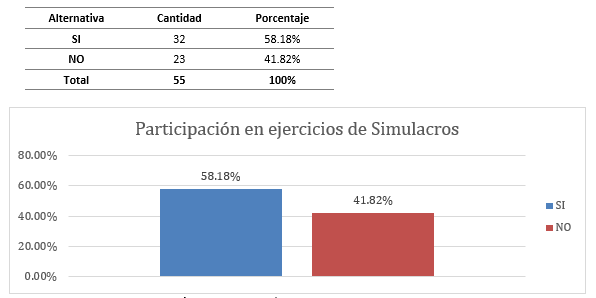 Alternativa Cantidad Porcentaje
SI 32 58.18%
NO 23 41.82%
Total 55 100%
Participación en ejercicios de Simulacros
80.00%
58.18%
60.00%
41.82%
SI
40.00%
NO
20.00%
0.00%